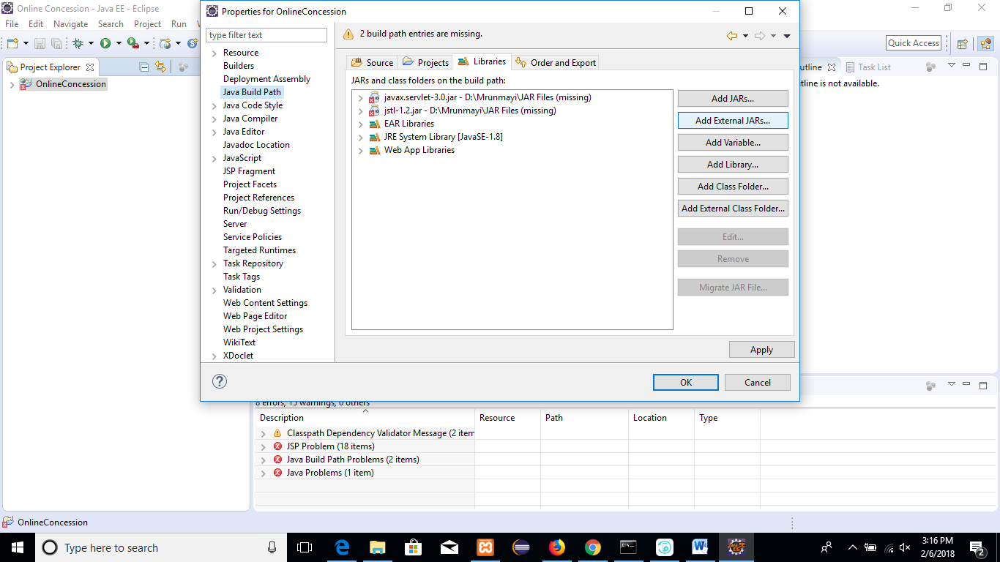 Online Concession - Java EE - Eclipse
File Edit Navigate Search Project Run
Quick Access
Project Explorer
OnlineConcession
Properties for OnlineConcession
type filter text
Resource
Builders
Deployment Assembly
Java Build Path
Java Code Style
Java Compiler
Java Editor
Javadoc Location
JavaScript
JSP Fragment
Project Facets
Project References
Run/Debug Settings
Server
Service Policies
Targeted Runtimes
Task Repository
Task Tags
Validation
Web Content Settings
Web Page Editor
Web Project Settings
WikiText
XDoclet
2 build path entries are missing.
Source Projects Libraries Order and Export
JARs and class folders on the build path:
javax.servlet-3.0.jar - D:\Mrunmayi\JAR Files (missing)
jstl-1.2.jar - D:\Mrunmayi\JAR Files (missing)
EAR Libraries
JRE System Library [JavaSE-1.8]
Web App Libraries
Add JARs...
Add External JARs...
Add Variable...
Add Library...
Add Class Folder...
Add External Class Folder...
Edit...
Remove
Migrate JAR File...
Apply
OK Cancel
utline Task List
tline is not available.
8 errors, 15 warnings, 0 others
Description Resource Path Location Type
Classpath Dependency Validator Message (2 item
JSP Problem (18 items)
Java Build Path Problems (2 items)
Java Problems (1 item)
OnlineConcession
Type here to search
3:16 PM
2/6/2018
2